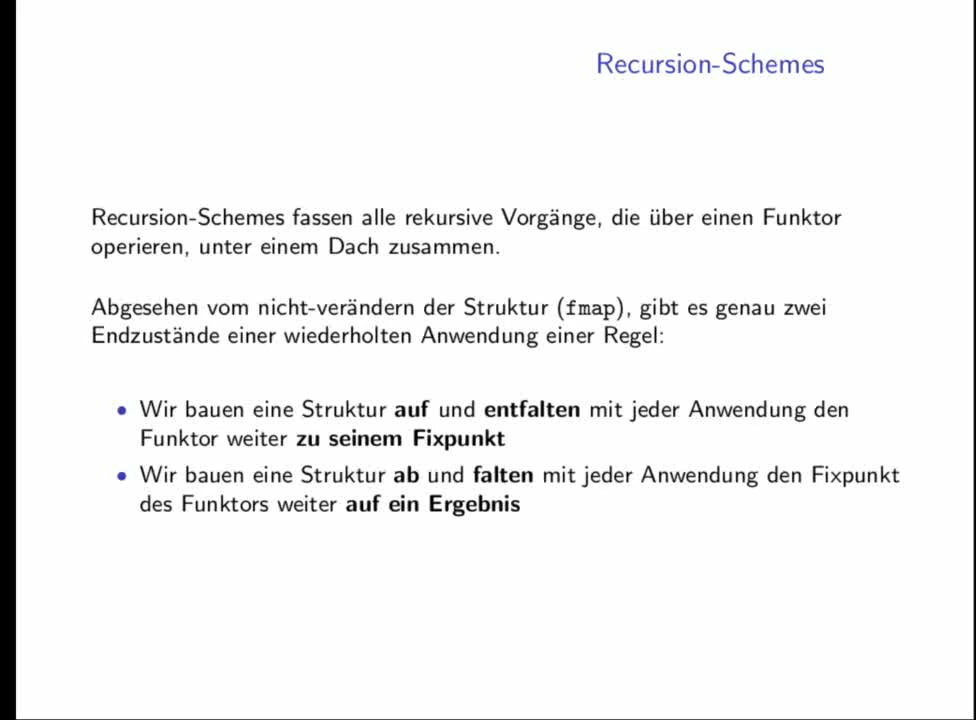 Recursion-Schemes
Recursion-Schemes fassen alle rekursive Vorgänge, die über einen Funktor
operieren, unter einem Dach zusammen.
Abgesehen vom nicht-verändern der Struktur (fmap), gibt es genau zwei
Endzustände einer wiederholten Anwendung einer Regel:
• Wir bauen eine Struktur auf und entfalten mit jeder Anwendung den
Funktor weiter zu seinem Fixpunkt
• Wir bauen eine Struktur ab und falten mit jeder Anwendung den Fixpunkt
des Funktors weiter auf ein Ergebnis